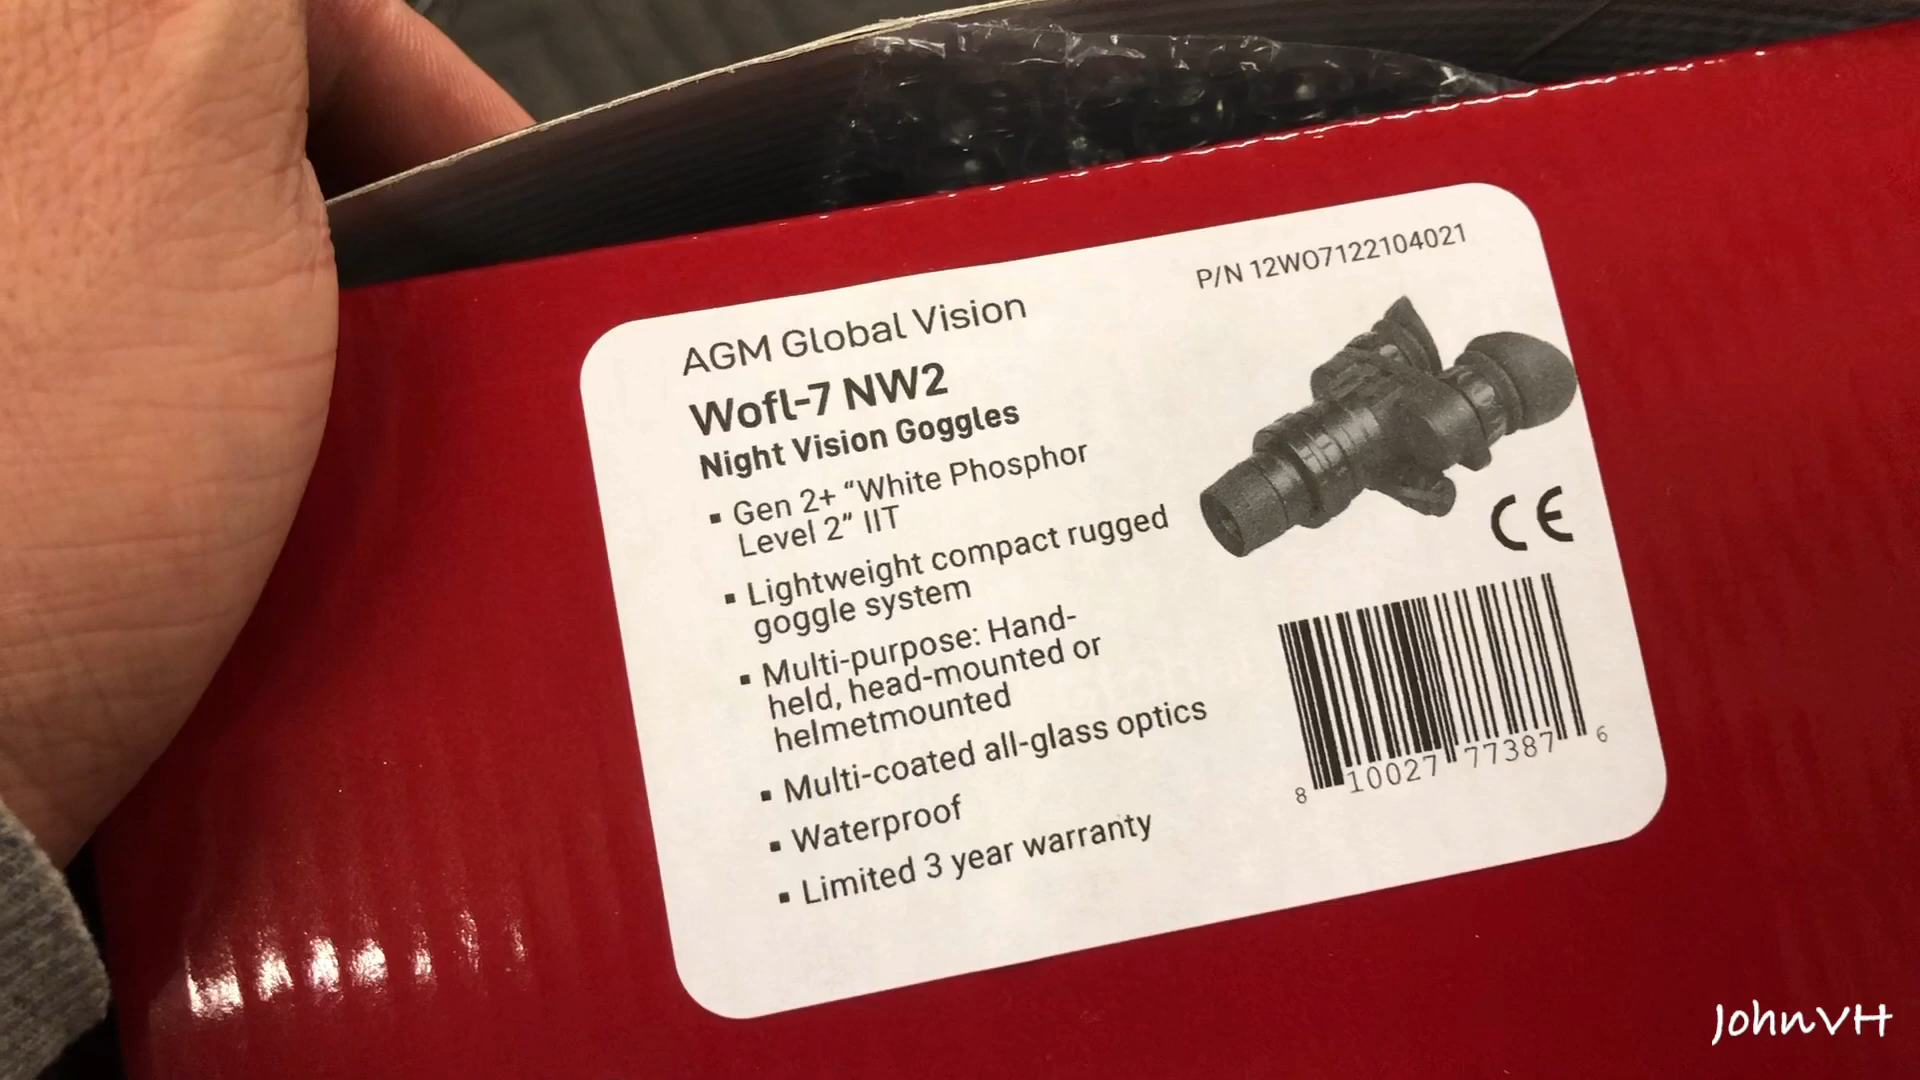 P/N 12WO7122104021
AGM Global Vision
Wofl-7 NW2
Night Vision Goggles
▪ Gen 2+ “White Phosphor
Level 2” IIT
▪ Lightweight compact rugged
goggle system
▪ Multi-purpose: Hand-
held, head-mounted or
helmetmounted
▪ Multi-coated all-glass optics
▪ Waterproof
▪ Limited 3 year warranty
CE
8 10027 77387 6
JohnVH